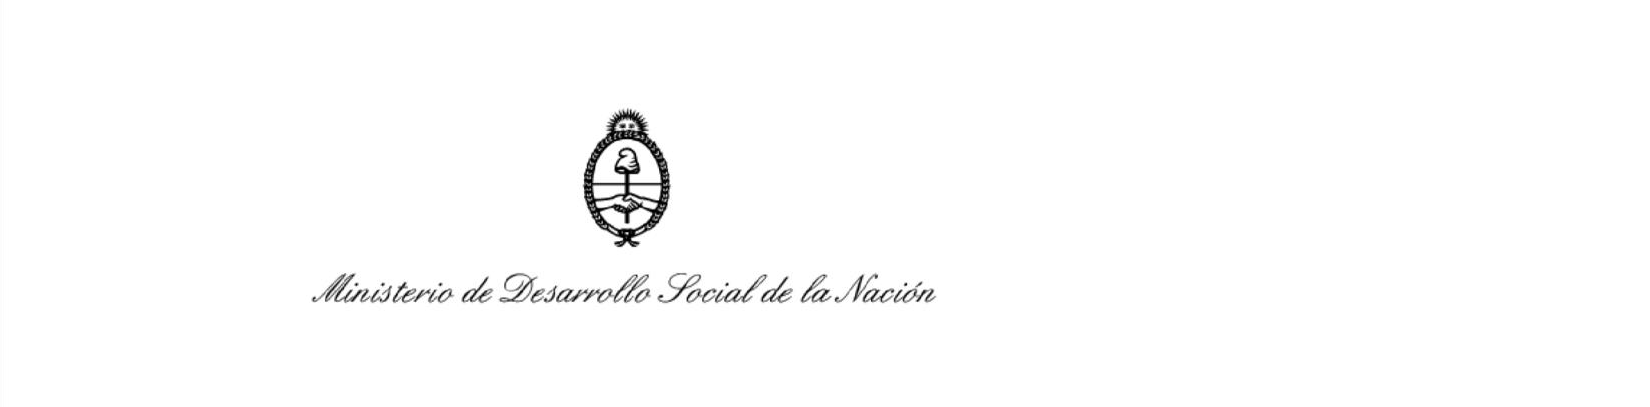 Ministerio de Desarrollo Social de la Nación